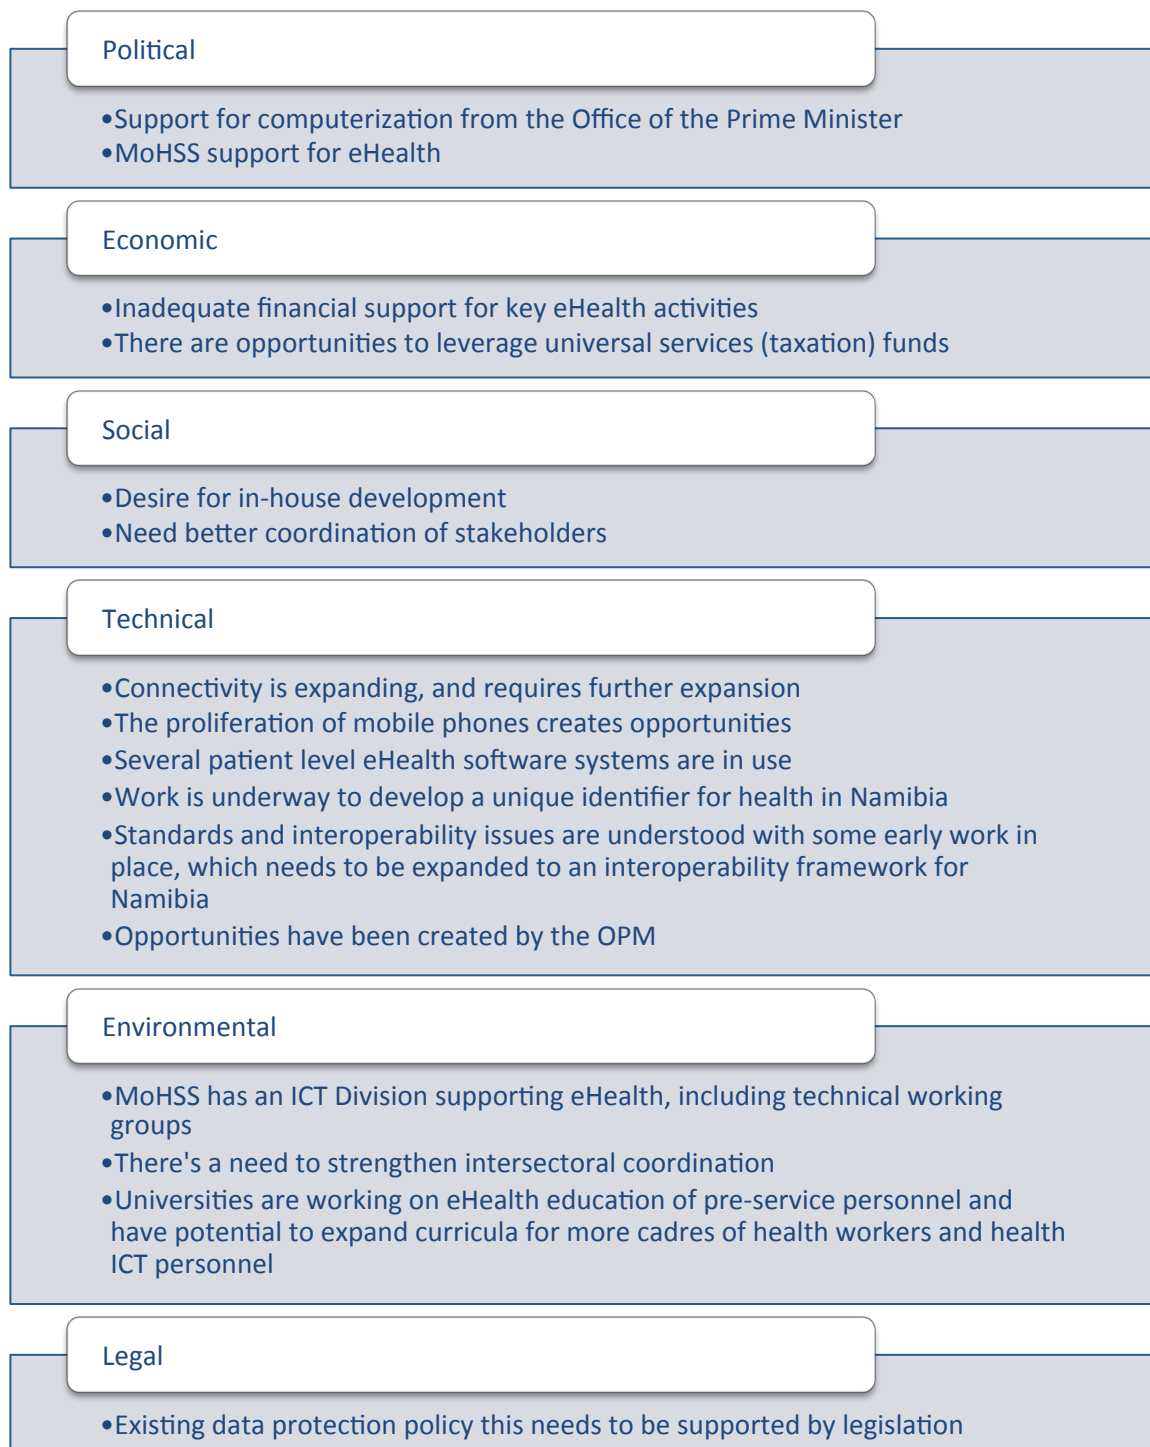 Political
•Support for computerization from the Office of the Prime Minister
•MoHSS support for eHealth
Economic
•Inadequate financial support for key eHealth activities
•There are opportunities to leverage universal services (taxation) funds
Social
•Desire for in-house development
•Need better coordination of stakeholders
Technical
•Connectivity is expanding, and requires further expansion
•The proliferation of mobile phones creates opportunities
•Several patient level eHealth software systems are in use
•Work is underway to develop a unique identifier for health in Namibia
•Standards and interoperability issues are understood with some early work in
place, which needs to be expanded to an interoperability framework for
Namibia
•Opportunities have been created by the OPM
Environmental
•MoHSS has an ICT Division supporting eHealth, including technical working
groups
•There's a need to strengthen intersectoral coordination
•Universities are working on eHealth education of pre-service personnel and
have potential to expand curricula for more cadres of health workers and health
ICT personnel
Legal
•Existing data protection policy this needs to be supported by legislation